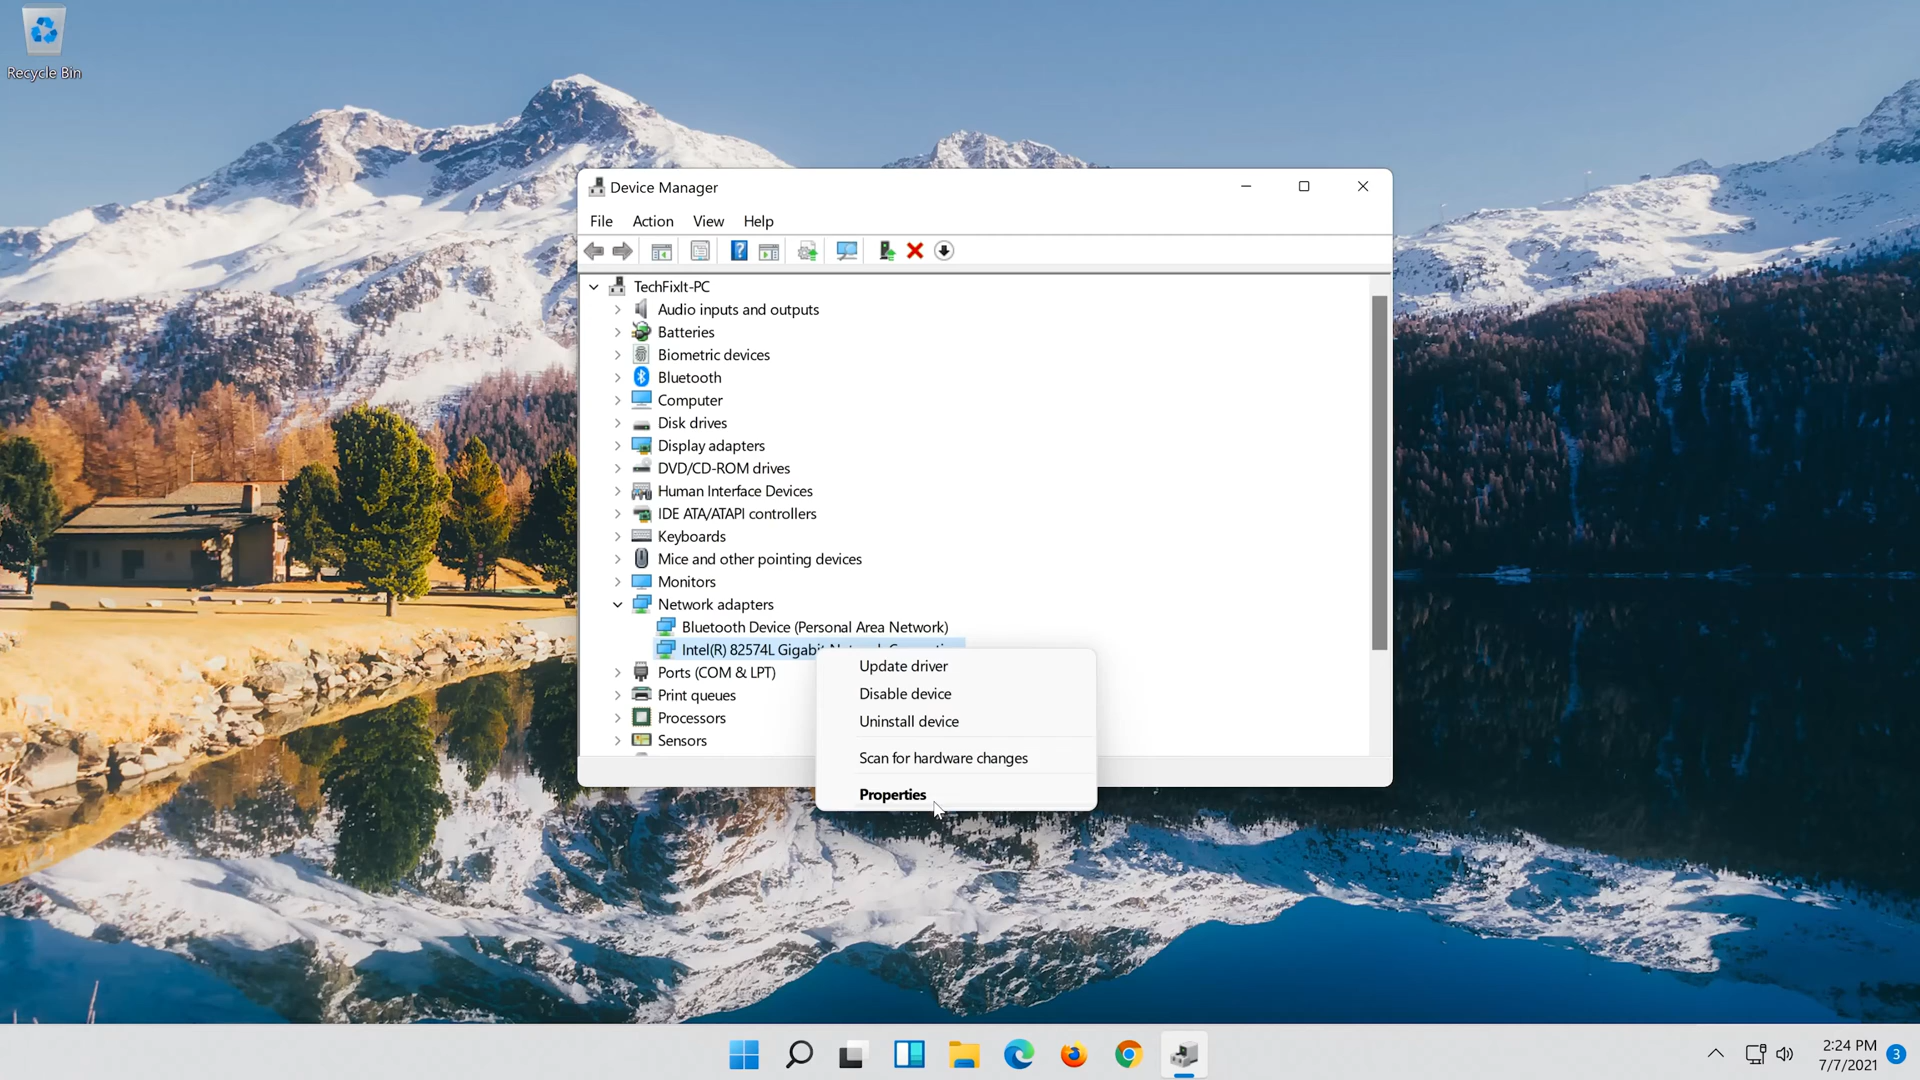 Recycle Bin
Device Manager
File Action View Help
TechFixIt-PC
Audio inputs and outputs
Batteries
Biometric devices
Bluetooth
Computer
Disk drives
Display adapters
DVD/CD-ROM drives
Human Interface Devices
IDE ATA/ATAPI controllers
Keyboards
Mice and other pointing devices
Monitors
Network adapters
Bluetooth Device (Personal Area Network)
Intel(R) 82574L Gigabit
Ports (COM & LPT)
Print queues
Processors
Sensors
Update driver
Disable device
Uninstall device
Scan for hardware changes
Properties
2:24 PM
7/7/2021
3